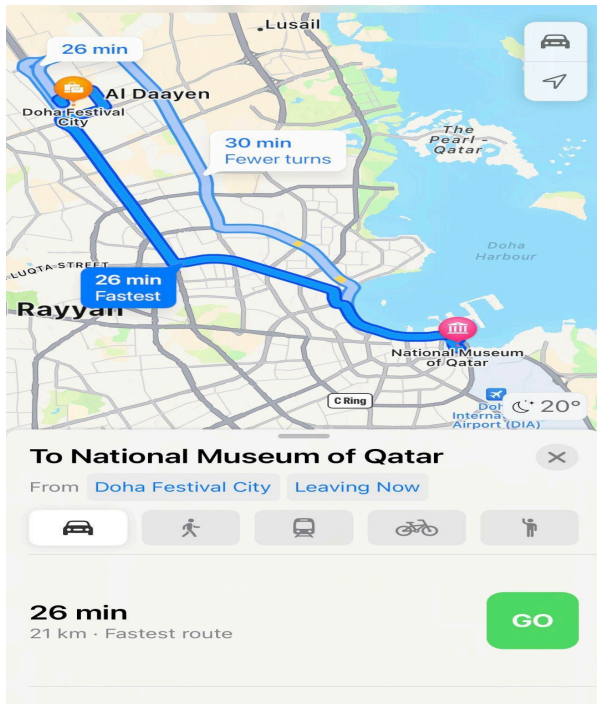 Lusail
26 min
Al Daayen
Doha Festival
City
The
Pearl -
Qatar
30 min
Fewer turns
Doha
Harbour
LUQTA STREET
26 min
Fastest
Rayyan
National Museum
of Qatar
C Ring
Doh
Interna
Airport (DIA)
20°
To National Museum of Qatar
From Doha Festival City Leaving Now
26 min
21 km · Fastest route
GO